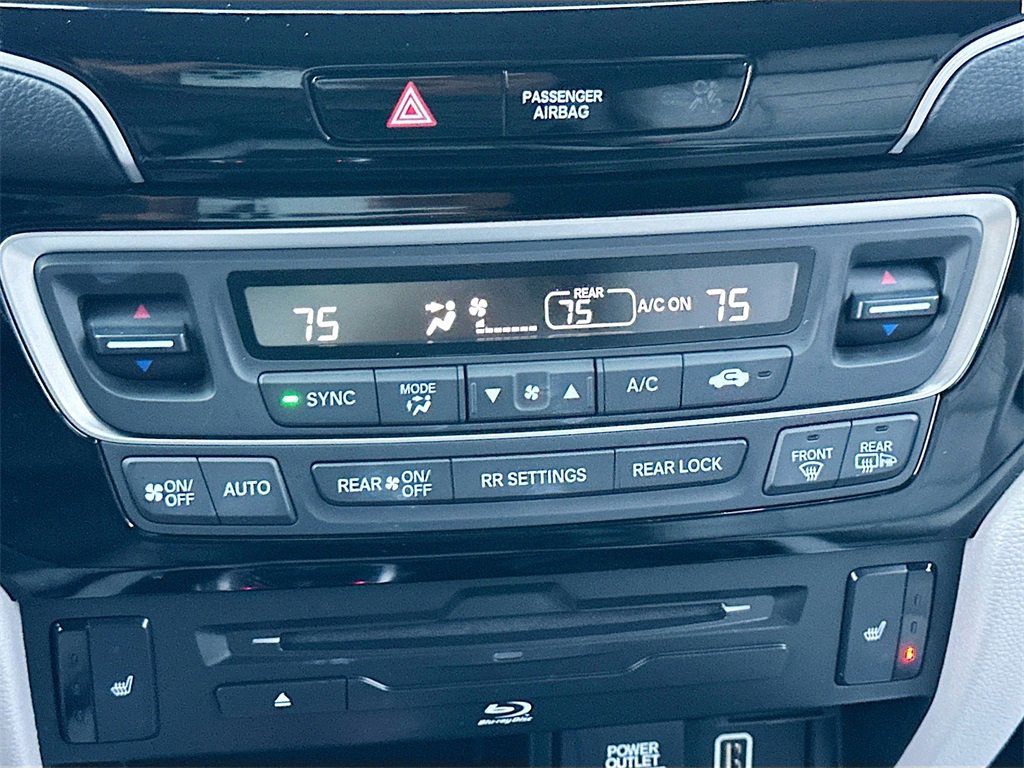 PASSENGER
AIRBAG
75
REAR
75
A/C ON
75
SYNC
MODE
A/C
ON/
OFF
AUTO
REAR ON/
OFF
RR SETTINGS
REAR LOCK
FRONT
REAR
Blu-ray Disc
POWER
OUTLET